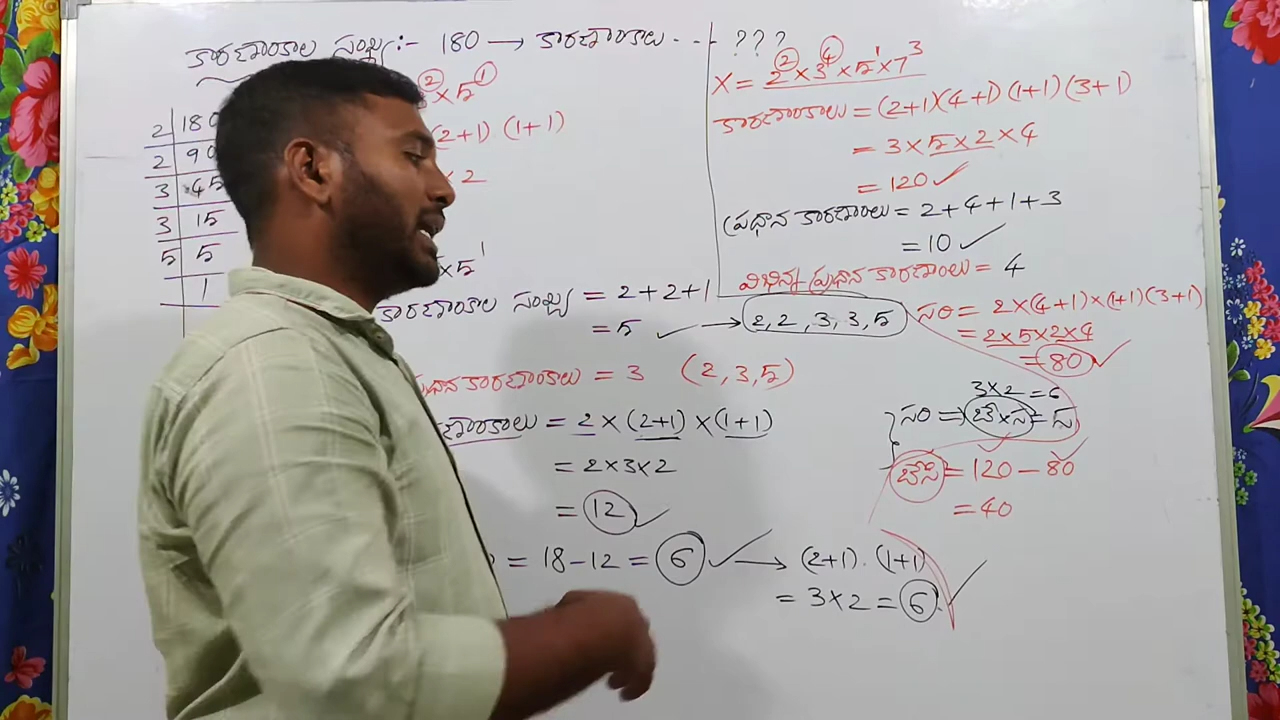 కారణాంకాల సంఖ్య:- 180 → కారణాంకాలు - - - ???
② ①
×5
(2+1) (1+1)
× 2
2 | 180
2 | 90
3 | 45
3 | 15
5 | 5
1
×5¹
కారణాంకాల సంఖ్య = 2+2+1
= 5 → 2,2,3,3,5
ప్రధాన కారణాంకాలు = 3 (2,3,5)
= 2 × (2+1) × (1+1)
= 2×3×2
= 12
= 18-12 = 6 → (2+1). (1+1)
= 3×2 = 6
X = 2² × 3⁴ × 5¹ × 7³
కారణాంకాలు = (2+1)(4+1)(1+1)(3+1)
= 3 × 5 × 2 × 4
= 120
ప్రధాన కారణాంకాలు = 2+4+1+3
= 10
విభిన్న ప్రధాన కారణాంకాలు = 4
సరి = 2×(4+1)×(1+1)(3+1)
= 2×5×2×4
= 80
3×2=6
సరి = బే×స = స
బేసి = 120 - 80
= 40